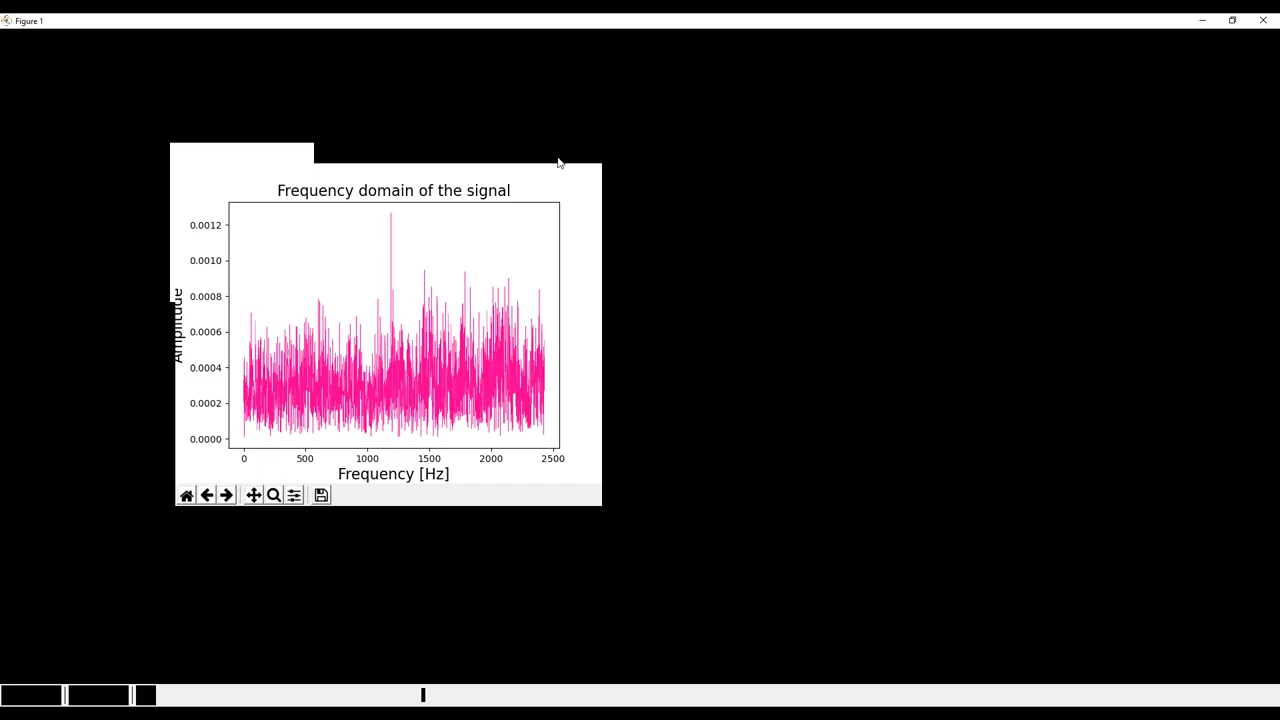 Figure 1
Frequency domain of the signal
0.0012
0.0010
0.0008
0.0006
0.0004
0.0002
0.0000
Amplitude
0 500 1000 1500 2000 2500
Frequency [Hz]